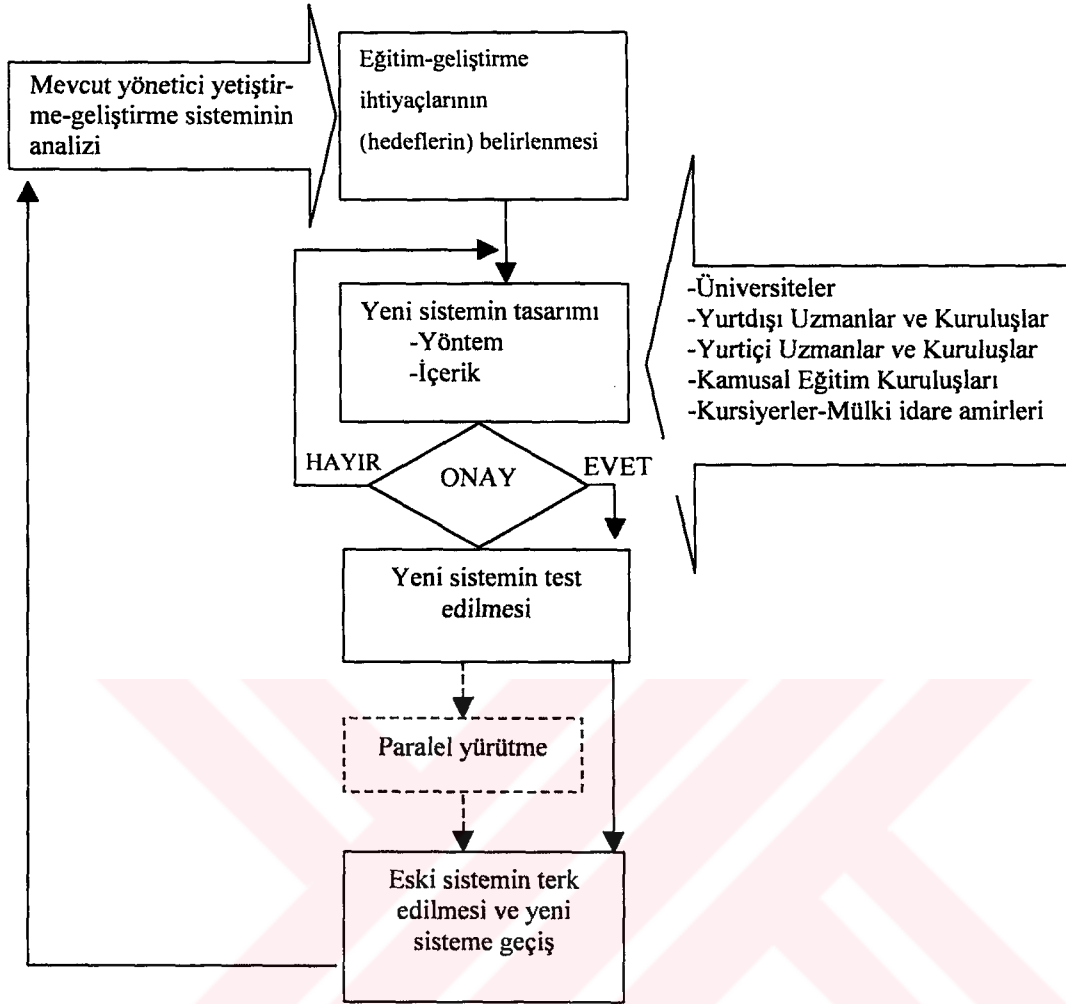 Mevcut yönetici yetiştir-
me-geliştirme sisteminin
analizi
Eğitim-geliştirme
ihtiyaçlarının
(hedeflerin) belirlenmesi
Yeni sistemin tasarımı
-Yöntem
-İçerik
-Üniversiteler
-Yurtdışı Uzmanlar ve Kuruluşlar
-Yurtiçi Uzmanlar ve Kuruluşlar
-Kamusal Eğitim Kuruluşları
-Kursiyerler-Mülki idare amirleri
HAYIR
ONAY
EVET
Yeni sistemin test
edilmesi
Paralel yürütme
Eski sistemin terk
edilmesi ve yeni
sisteme geçiş